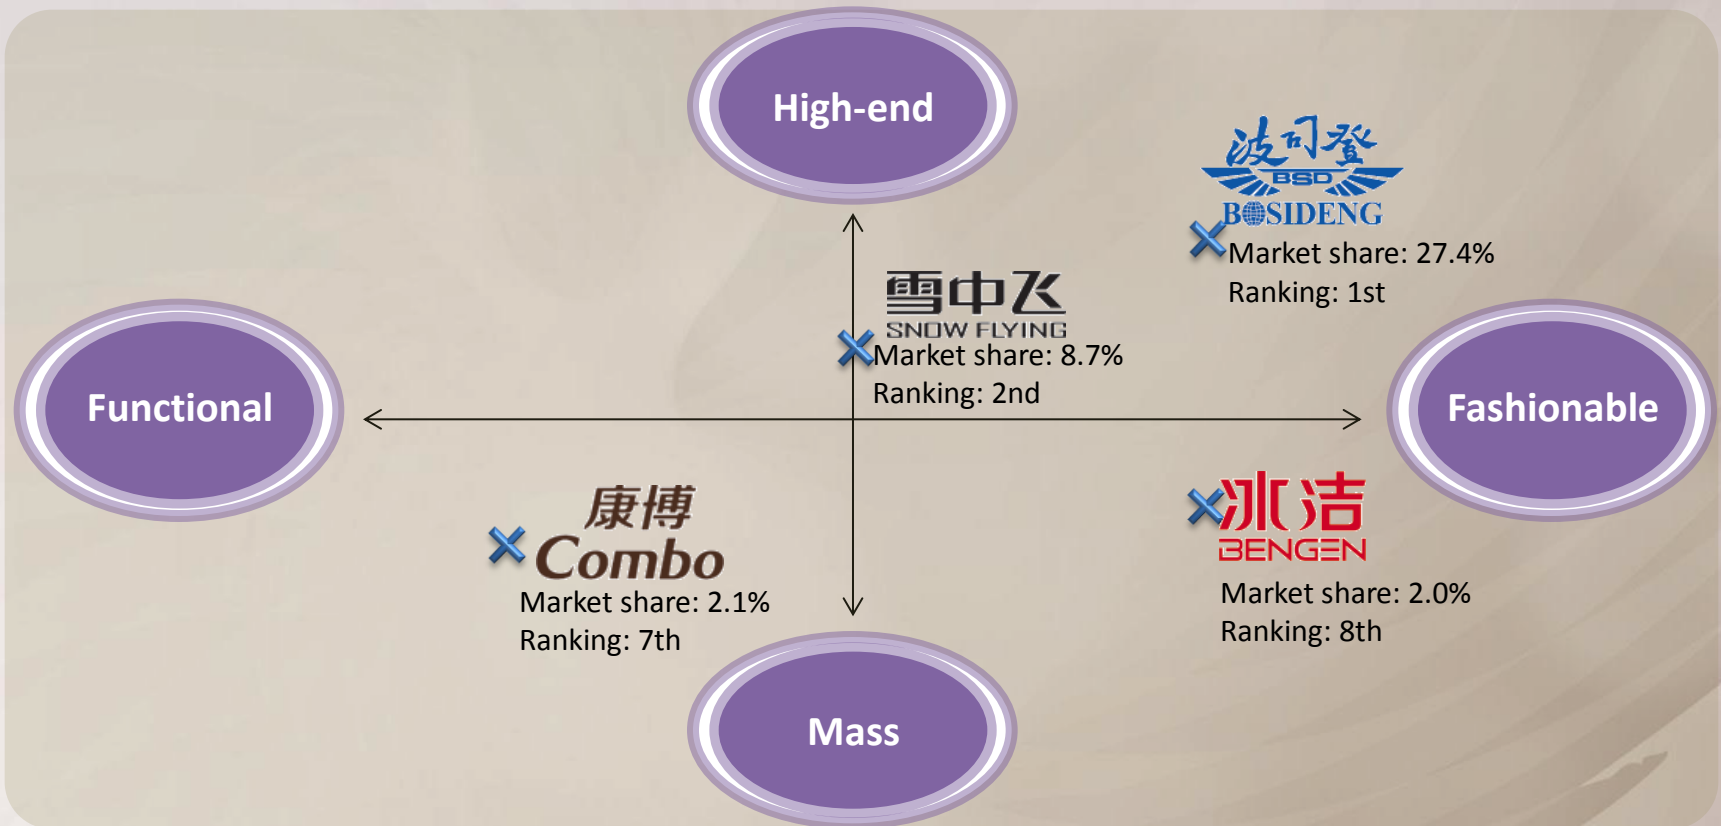 High-end
波司登
BSD
BOSIDENG
Market share: 27.4%
Ranking: 1st
雪中飞
SNOW FLYING
Market share: 8.7%
Ranking: 2nd
Functional
Fashionable
康博
Combo
Market share: 2.1%
Ranking: 7th
冰洁
BENGEN
Market share: 2.0%
Ranking: 8th
Mass